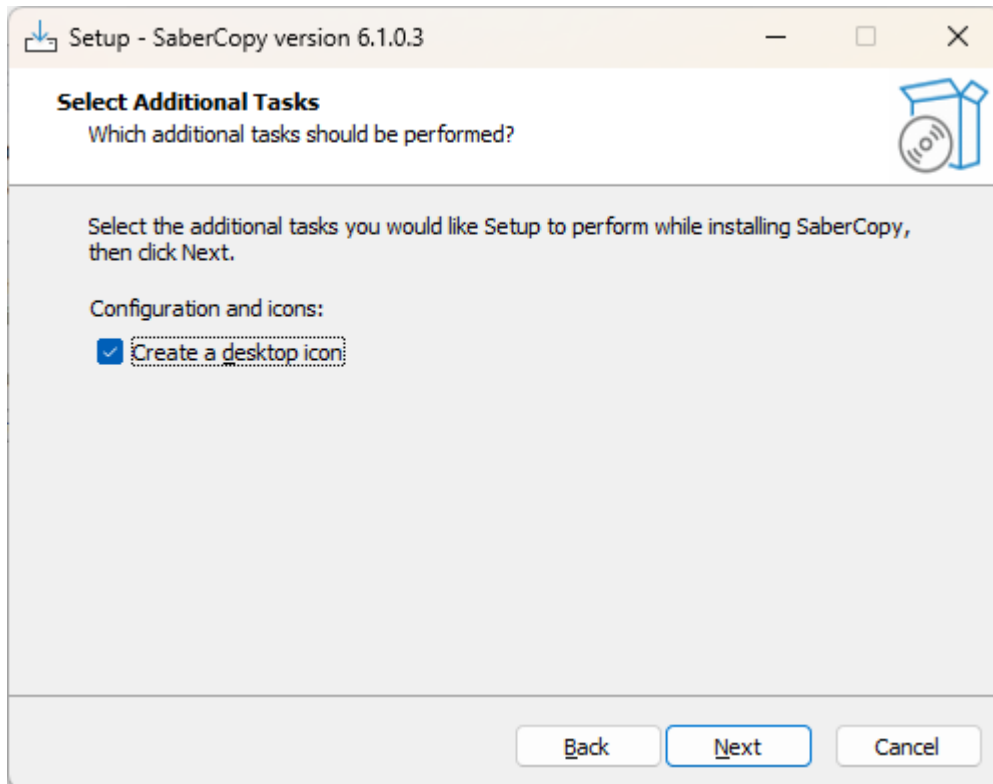 Setup - SaberCopy version 6.1.0.3
Select Additional Tasks
Which additional tasks should be performed?
Select the additional tasks you would like Setup to perform while installing SaberCopy,
then click Next.
Configuration and icons:
Create a desktop icon
Back
Next
Cancel